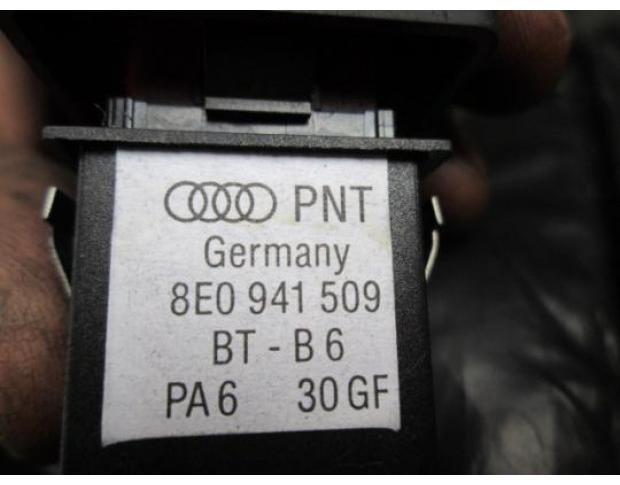 PNT
Germany
8E0 941 509
BT - B 6
PA 6 30 GF